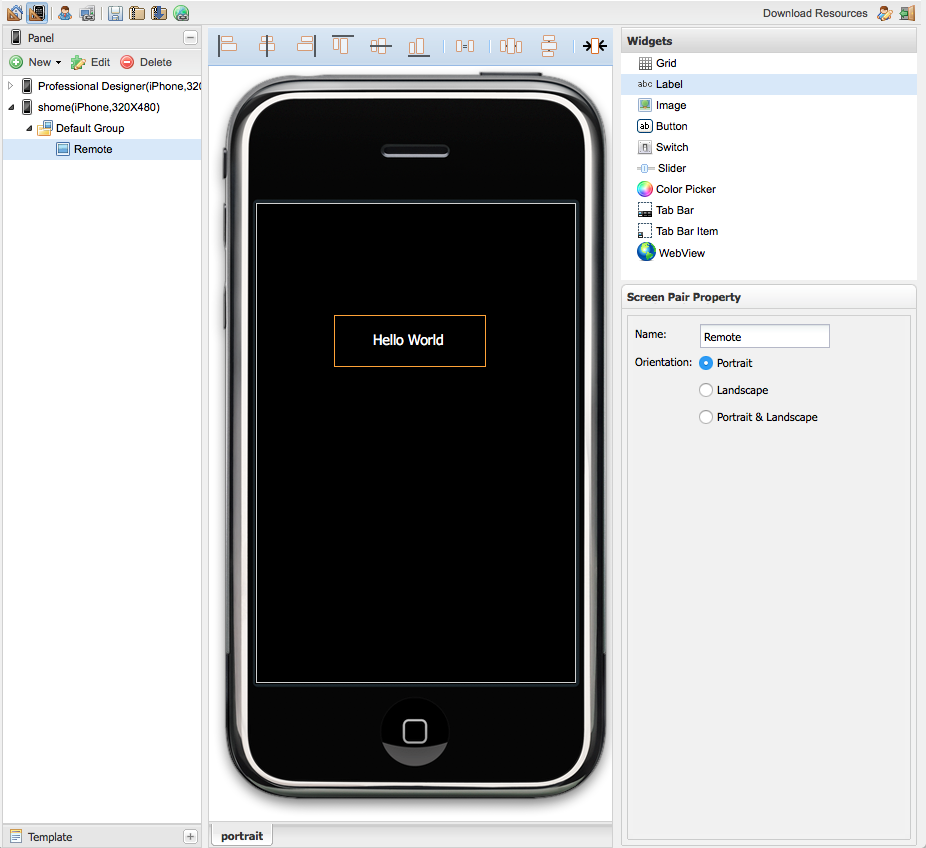 Download Resources
Panel
New Edit Delete
Professional Designer(iPhone,320
shome(iPhone,320X480)
Default Group
Remote
Template
Hello World
portrait
Widgets
Grid
abc Label
Image
ab Button
Switch
Slider
Color Picker
Tab Bar
Tab Bar Item
WebView
Screen Pair Property
Name: Remote
Orientation: Portrait
Landscape
Portrait & Landscape